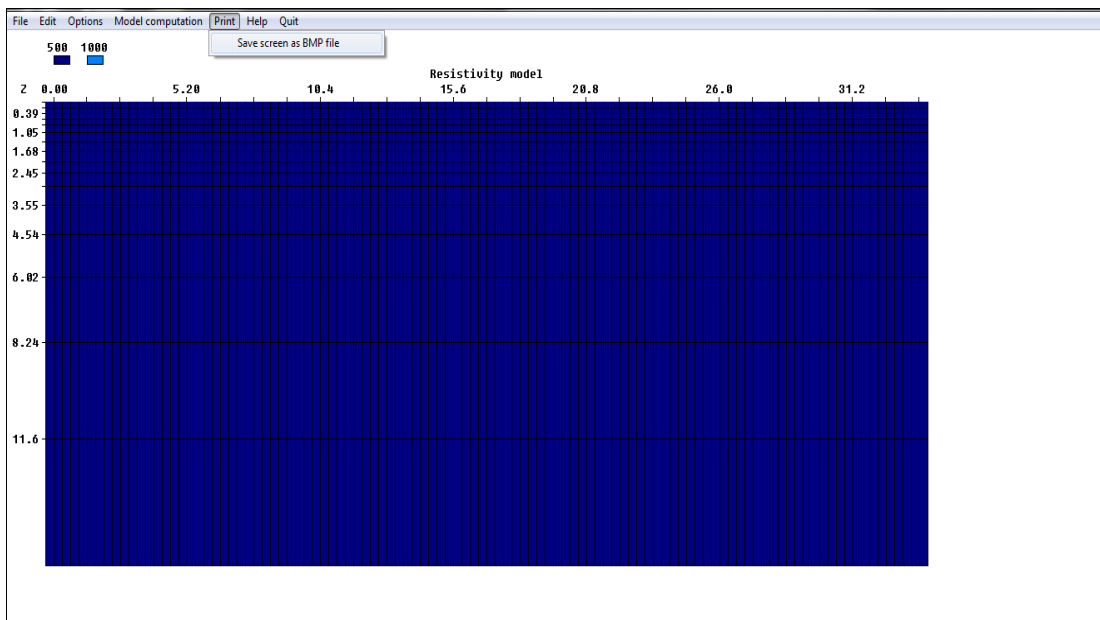 File Edit Options Model computation Print Help Quit
Save screen as BMP file
500 1000
Resistivity model
Z 0.00 5.20 10.4 15.6 20.8 26.0 31.2
0.39
1.05
1.68
2.45
3.55
4.54
6.02
8.24
11.6